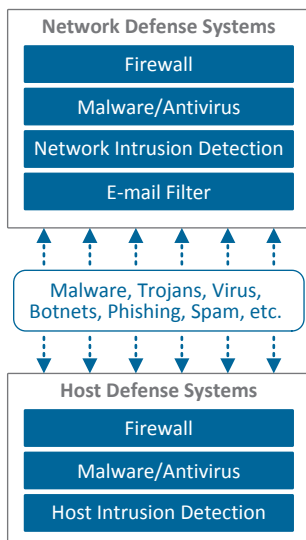 Network Defense Systems
Firewall
Malware/Antivirus
Network Intrusion Detection
E-mail Filter
Malware, Trojans, Virus,
Botnets, Phishing, Spam, etc.
Host Defense Systems
Firewall
Malware/Antivirus
Host Intrusion Detection